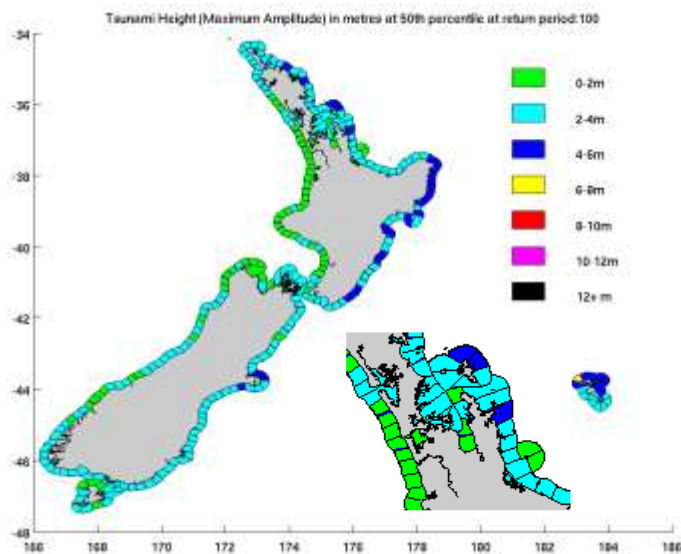 Tsunami Height (Maximum Amplitude) in metres at 50th percentile at return period:100
-34
-36
-38
-40
-42
-44
-46
-48
166 168 170 172 174 176 178 180 182 184 186
0-2m
2-4m
4-6m
6-8m
8-10m
10-12m
12+ m